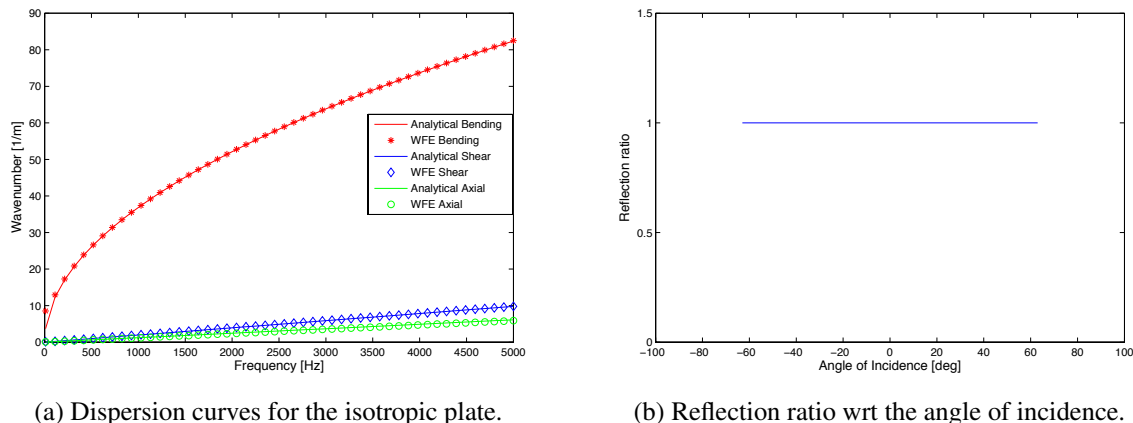 90
80
70
60
50
40
30
20
10
0
Wavenumber [1/m]
0 500 1000 1500 2000 2500 3000 3500 4000 4500 5000
Frequency [Hz]
Analytical Bending
WFE Bending
Analytical Shear
WFE Shear
Analytical Axial
WFE Axial
(a) Dispersion curves for the isotropic plate.
1.5
1
0.5
0
Reflection ratio
−100 −80 −60 −40 −20 0 20 40 60 80 100
Angle of Incidence [deg]
(b) Reflection ratio wrt the angle of incidence.